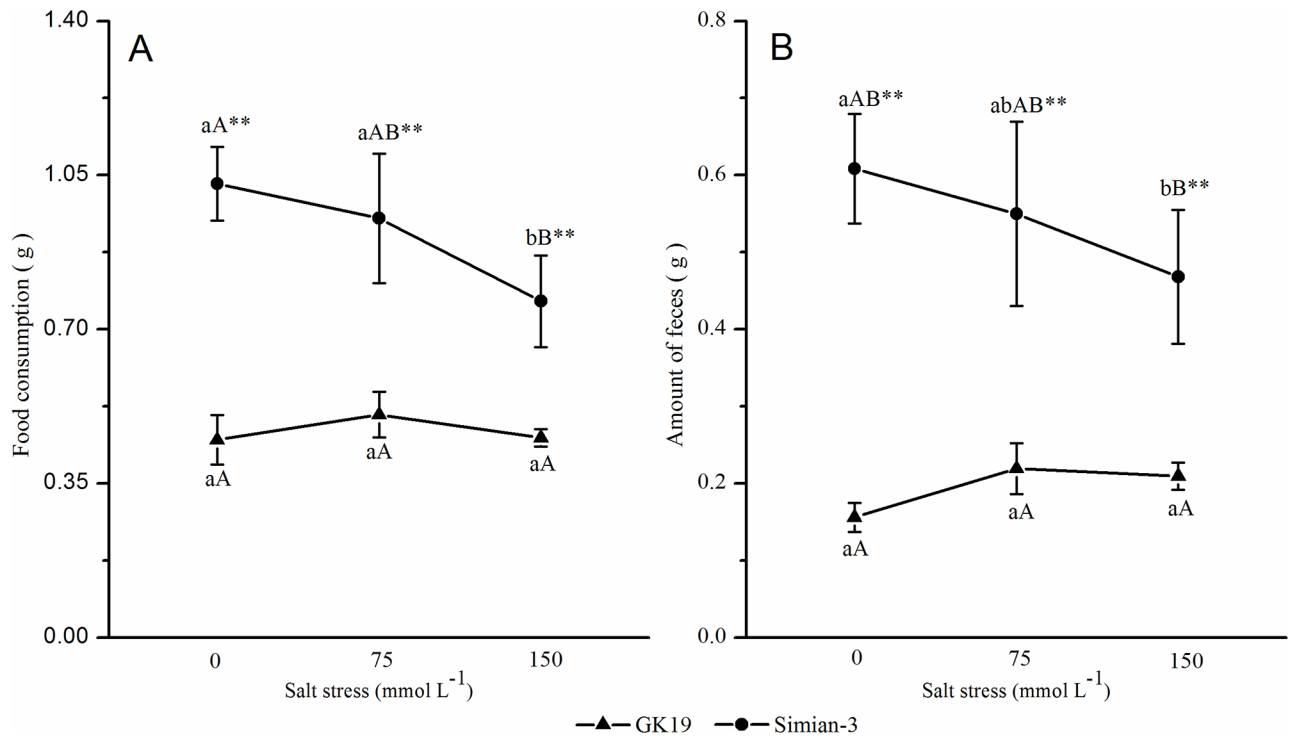 A
1.40
1.05
0.70
0.35
0.00
Food consumption ( g )
aA**
aAB**
bB**
aA
aA
aA
0
75
150
Salt stress (mmol L-1)
B
0.8
0.6
0.4
0.2
0.0
Amount of feces ( g )
aAB**
abAB**
bB**
aA
aA
aA
0
75
150
Salt stress (mmol L-1)
GK19 Simian-3